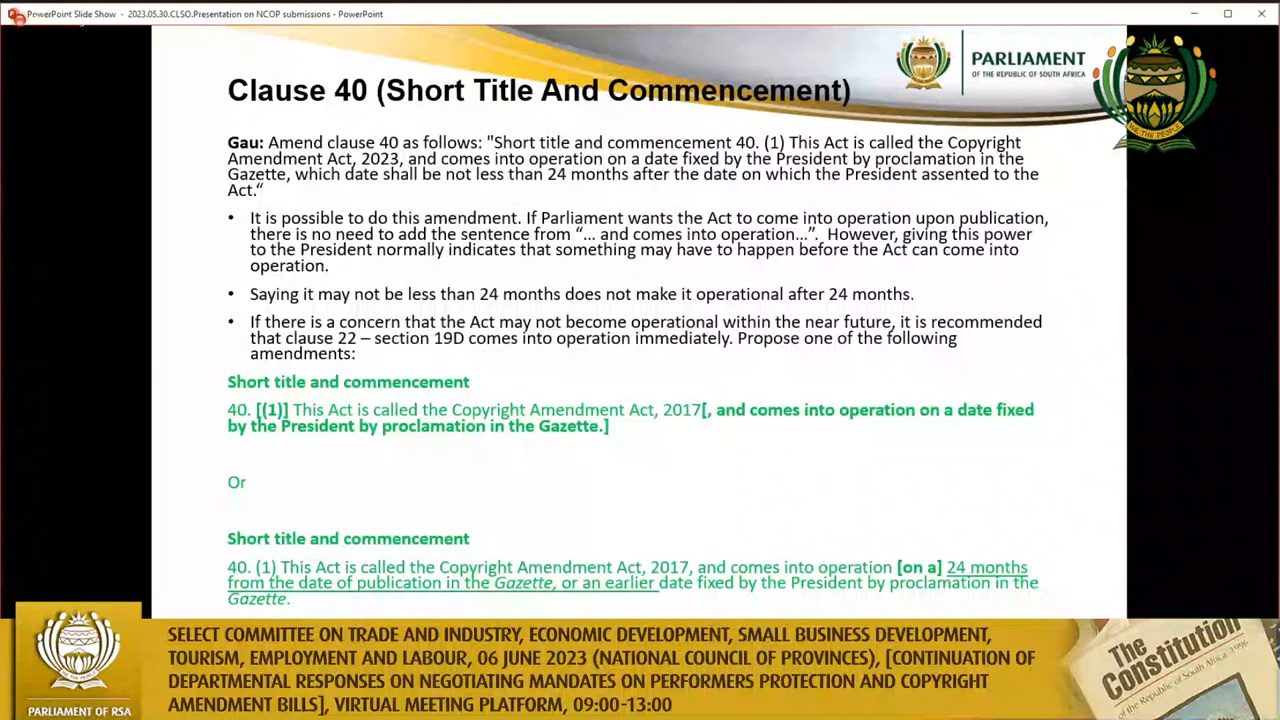 PowerPoint Slide Show - 2023.05.30.CLSO.Presentation on NCOP submissions - PowerPoint
PARLIAMENT
OF THE REPUBLIC OF SOUTH AFRICA
WE THE PEOPLE
Clause 40 (Short Title And Commencement)
Gau: Amend clause 40 as follows: "Short title and commencement 40. (1) This Act is called the Copyright
Amendment Act, 2023, and comes into operation on a date fixed by the President by proclamation in the
Gazette, which date shall be not less than 24 months after the date on which the President assented to the
Act.“
• It is possible to do this amendment. If Parliament wants the Act to come into operation upon publication,
there is no need to add the sentence from “... and comes into operation...”. However, giving this power
to the President normally indicates that something may have to happen before the Act can come into
operation.
• Saying it may not be less than 24 months does not make it operational after 24 months.
• If there is a concern that the Act may not become operational within the near future, it is recommended
that clause 22 – section 19D comes into operation immediately. Propose one of the following
amendments:
Short title and commencement
40. [(1)] This Act is called the Copyright Amendment Act, 2017[, and comes into operation on a date fixed
by the President by proclamation in the Gazette.]
Or
Short title and commencement
40. (1) This Act is called the Copyright Amendment Act, 2017, and comes into operation [on a] 24 months
from the date of publication in the Gazette, or an earlier date fixed by the President by proclamation in the
Gazette.
SELECT COMMITTEE ON TRADE AND INDUSTRY, ECONOMIC DEVELOPMENT, SMALL BUSINESS DEVELOPMENT,
TOURISM, EMPLOYMENT AND LABOUR, 06 JUNE 2023 (NATIONAL COUNCIL OF PROVINCES), [CONTINUATION OF
DEPARTMENTAL RESPONSES ON NEGOTIATING MANDATES ON PERFORMERS PROTECTION AND COPYRIGHT
AMENDMENT BILLS], VIRTUAL MEETING PLATFORM, 09:00-13:00
PARLIAMENT OF RSA
The
Constitution
of the Republic of South Africa, 1996